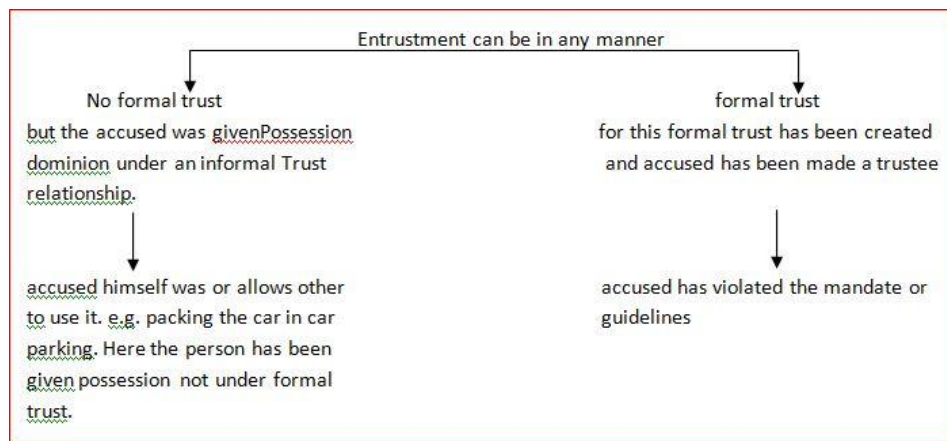 Entrustment can be in any manner
No formal trust
but the accused was givenPossession
dominion under an informal Trust
relationship.
formal trust
for this formal trust has been created
and accused has been made a trustee
accused himself was or allows other
to use it. e.g. packing the car in car
parking. Here the person has been
given possession not under formal
trust.
accused has violated the mandate or
guidelines